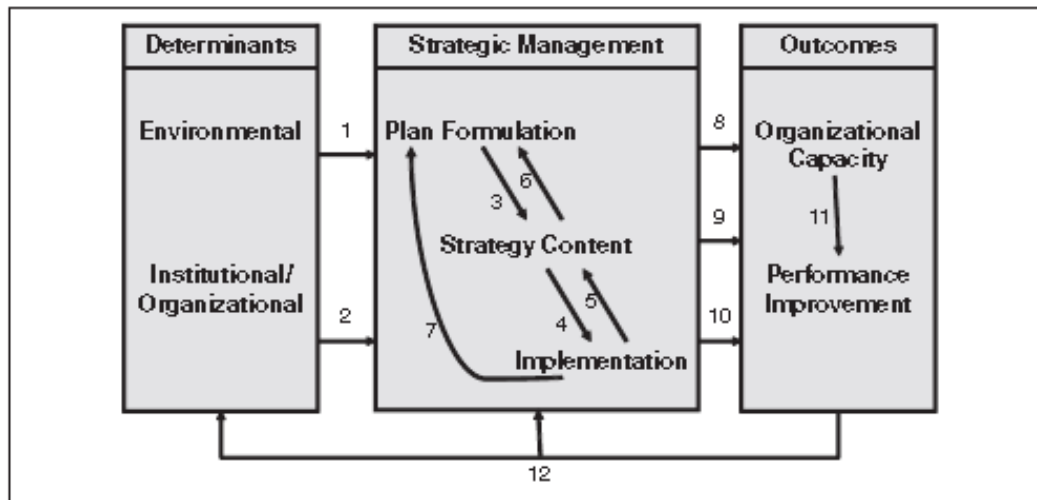 Determinants
Strategic Management
Outcomes
Environmental
1
Plan Formulation
8
Organizational
Capacity
3
6
11
9
Strategy Content
Institutional/
Organizational
2
7
4
5
10
Performance
Improvement
Implementation
12